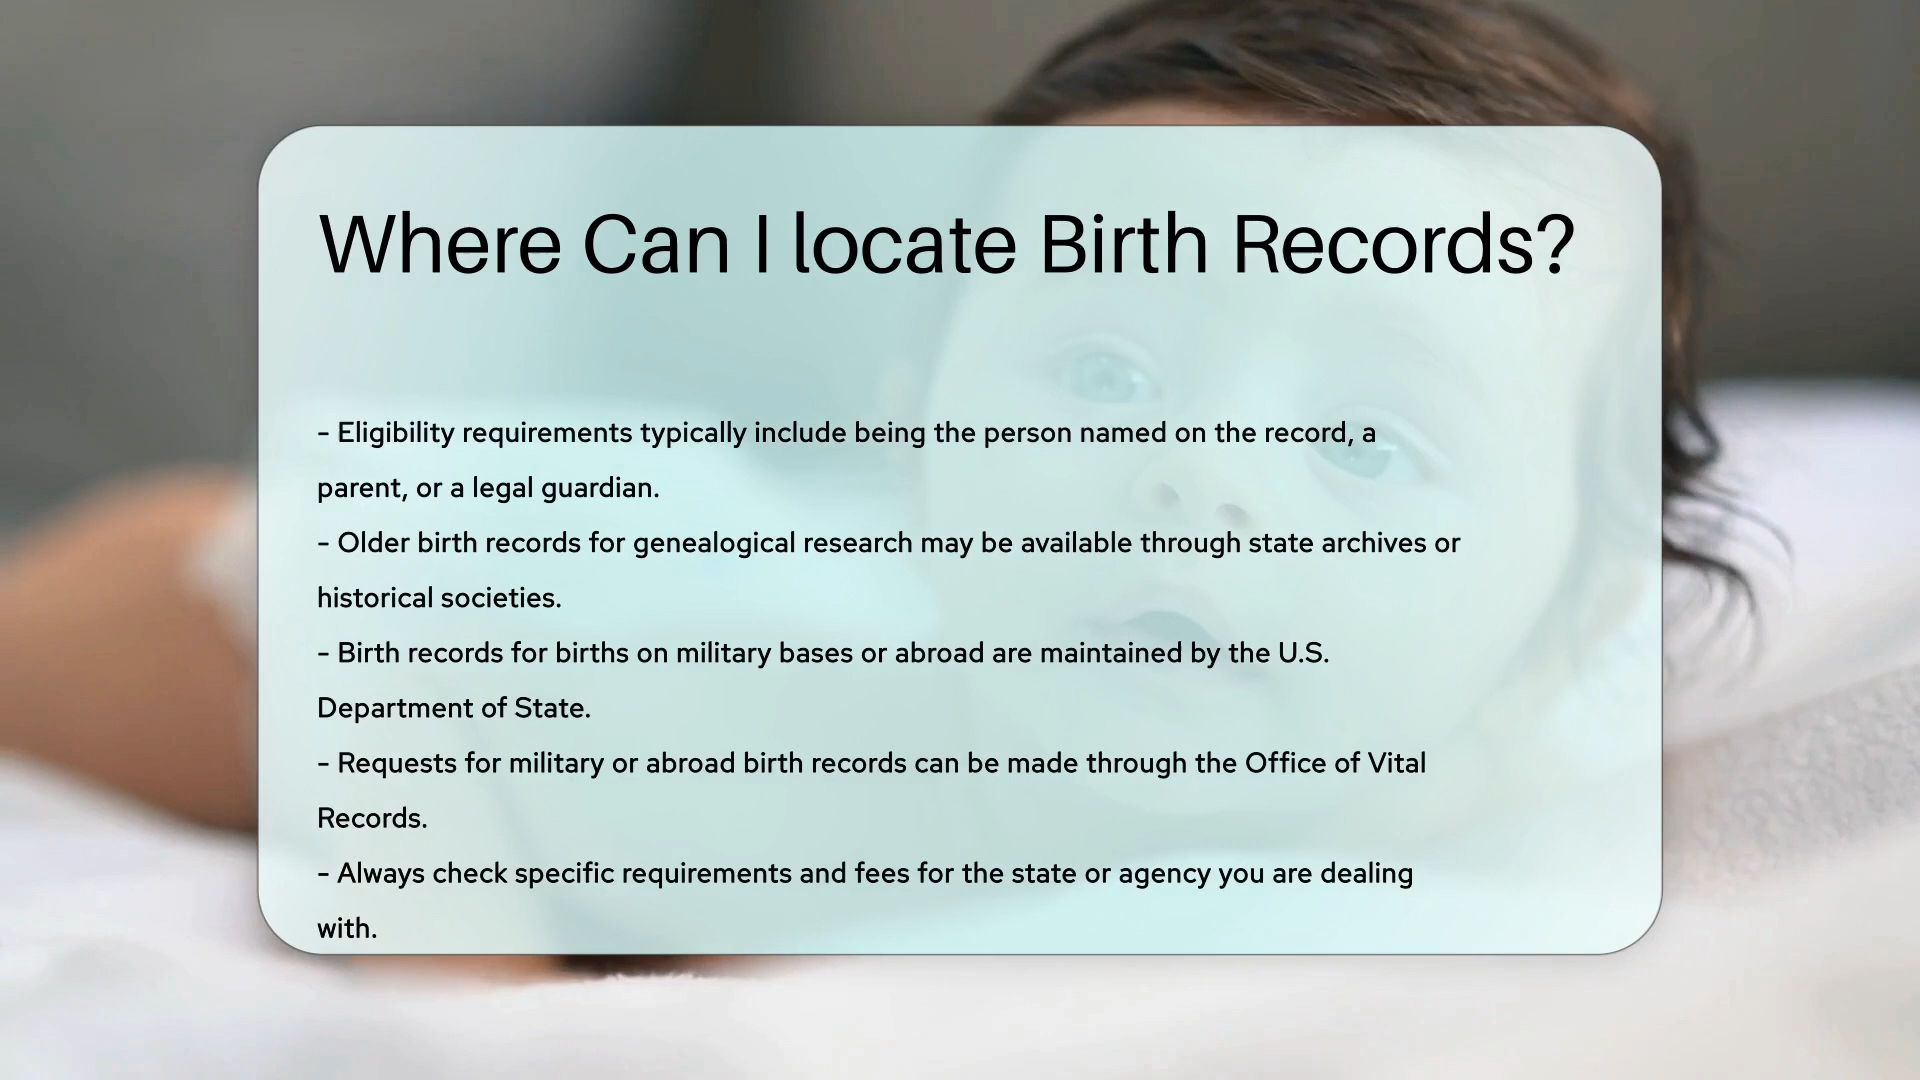 Where Can I locate Birth Records?
- Eligibility requirements typically include being the person named on the record, a
parent, or a legal guardian.
- Older birth records for genealogical research may be available through state archives or
historical societies.
- Birth records for births on military bases or abroad are maintained by the U.S.
Department of State.
- Requests for military or abroad birth records can be made through the Office of Vital
Records.
- Always check specific requirements and fees for the state or agency you are dealing
with.